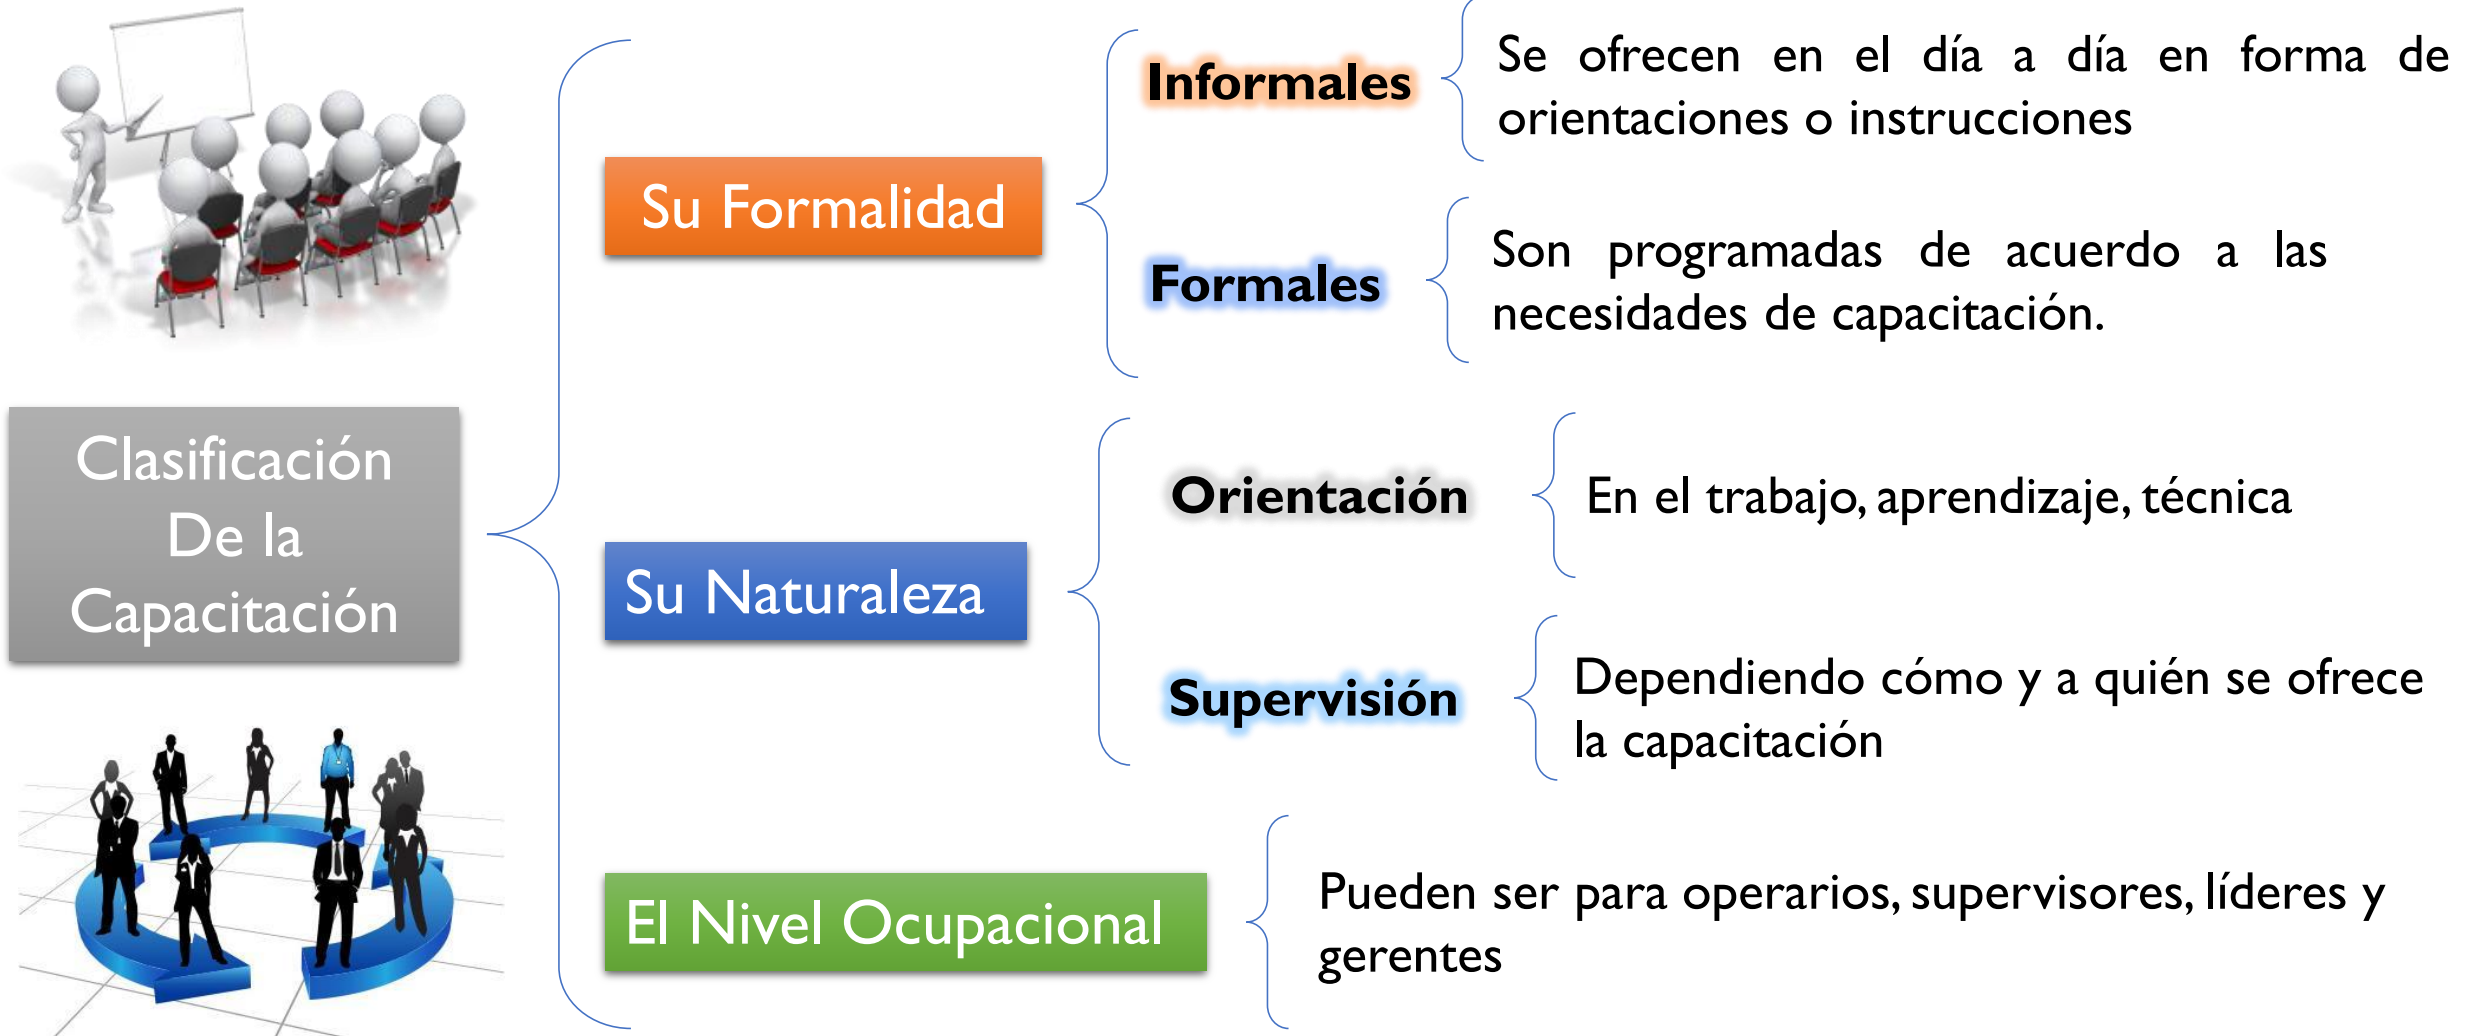 Clasificación
De la
Capacitación
Su Formalidad
Informales
Se ofrecen en el día a día en forma de
orientaciones o instrucciones
Formales
Son programadas de acuerdo a las
necesidades de capacitación.
Su Naturaleza
Orientación
En el trabajo, aprendizaje, técnica
Supervisión
Dependiendo cómo y a quién se ofrece
la capacitación
El Nivel Ocupacional
Pueden ser para operarios, supervisores, líderes y
gerentes